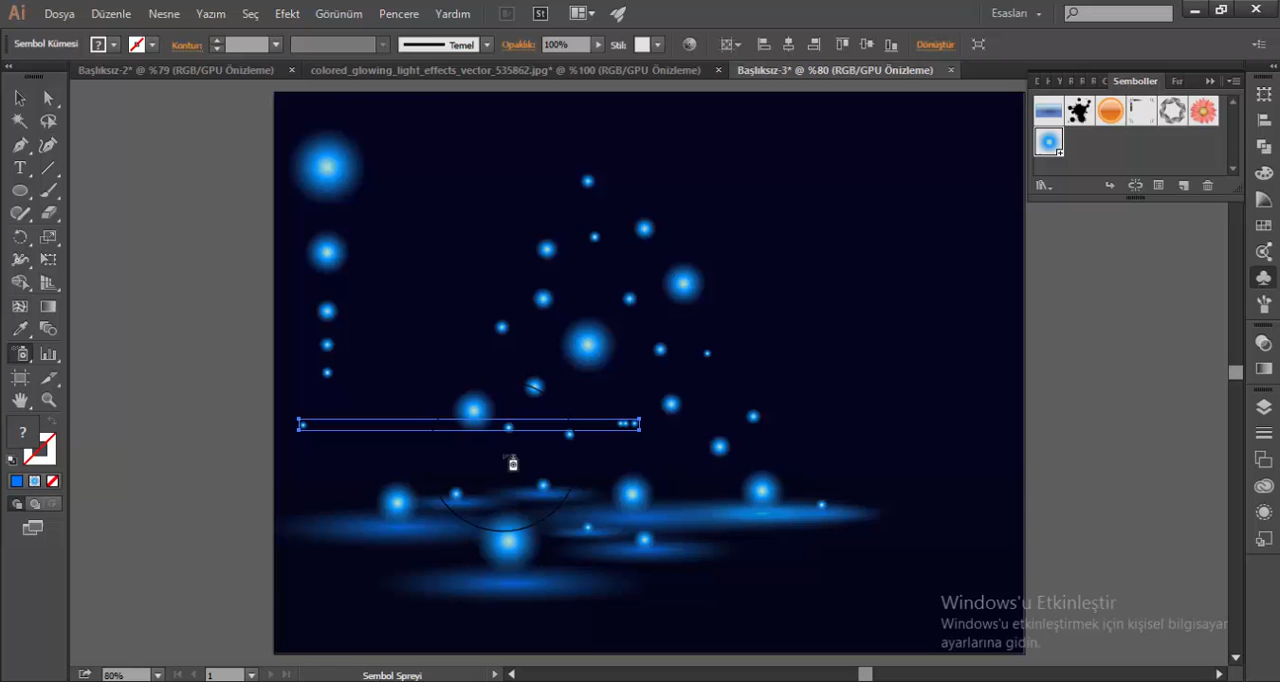 Ai Dosya Düzenle Nesne Yazım Seç Efekt Görünüm Pencere Yardım Br St Esasları
Sembol Kümesi ? Kontur: Temel Opaklık: 100% Stil: Dönüştür
Başlıksız-2* @ %79 (RGB/GPU Önizleme) × colored_glowing_light_effects_vector_535862.jpg* @ %100 (RGB/GPU Önizleme) × Başlıksız-3* @ %80 (RGB/GPU Önizleme) ×
Semboller
?
Windows'u Etkinleştir
Windows'u etkinleştirmek için kişisel bilgisayar
ayarlarına gidin.
80% 1 Sembol Spreyi